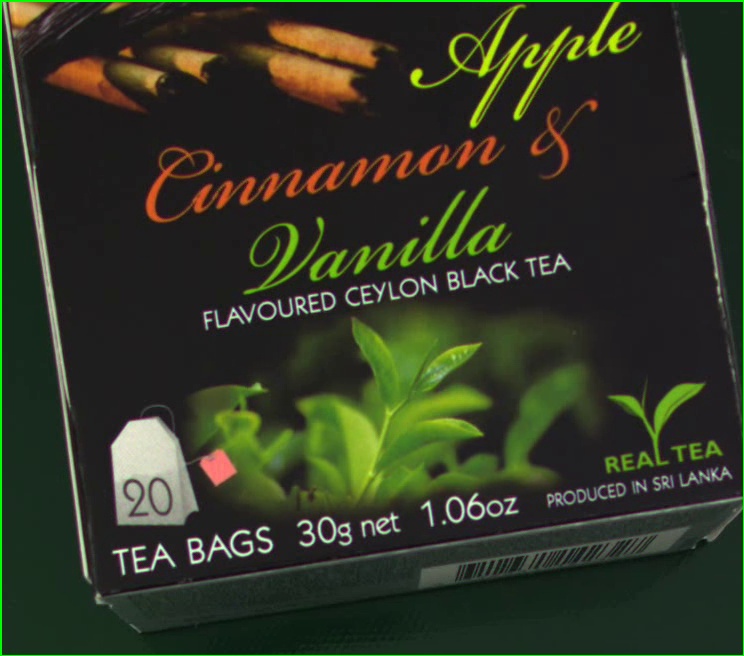 Apple
Cinnamon &
Vanilla
FLAVOURED CEYLON BLACK TEA
20
TEA BAGS 30g net 1.06oz
REAL TEA
PRODUCED IN SRI LANKA